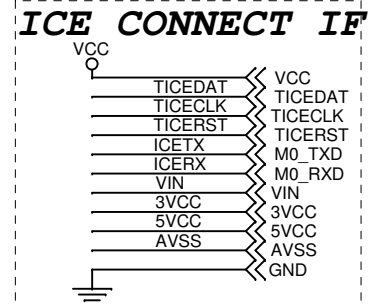 ICE CONNECT IF
VCC
VCC
TICEDAT TICEDAT
TICECLK TICECLK
TICERST TICERST
ICETX M0_TXD
ICERX M0_RXD
VIN VIN
3VCC 3VCC
5VCC 5VCC
AVSS AVSS
GND